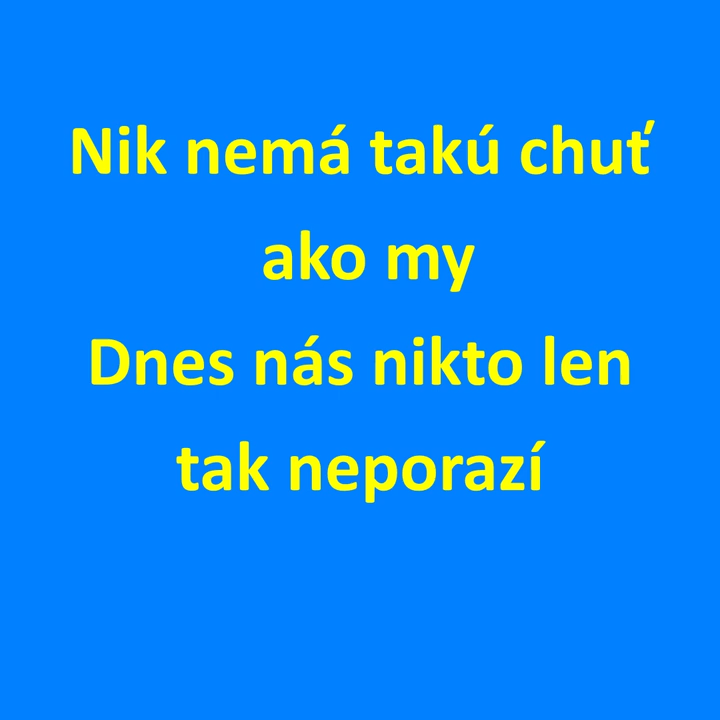 Nik nemá takú chuť
ako my
Dnes nás nikto len
tak neporazí